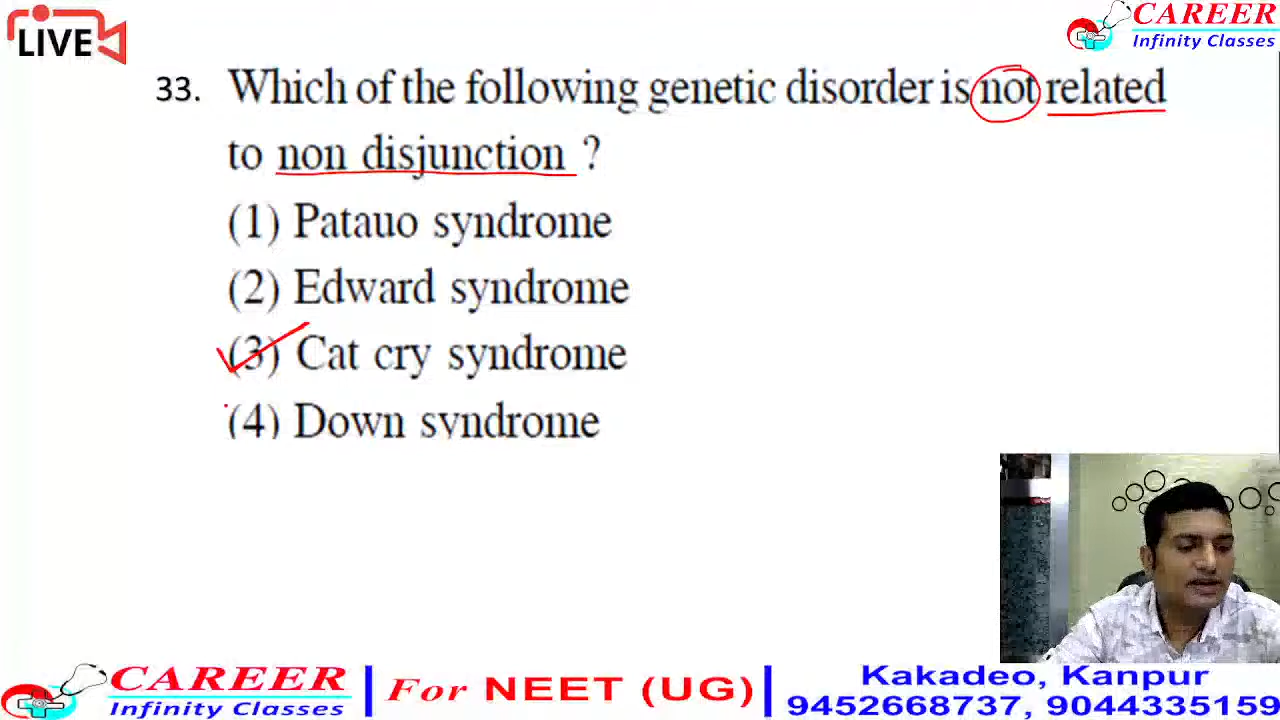 LIVE
CAREER
Infinity Classes
33. Which of the following genetic disorder is not related
to non disjunction ?
(1) Patauo syndrome
(2) Edward syndrome
(3) Cat cry syndrome
(4) Down syndrome
CAREER
Infinity Classes
For NEET (UG)
Kakadeo, Kanpur
9452668737, 9044335159